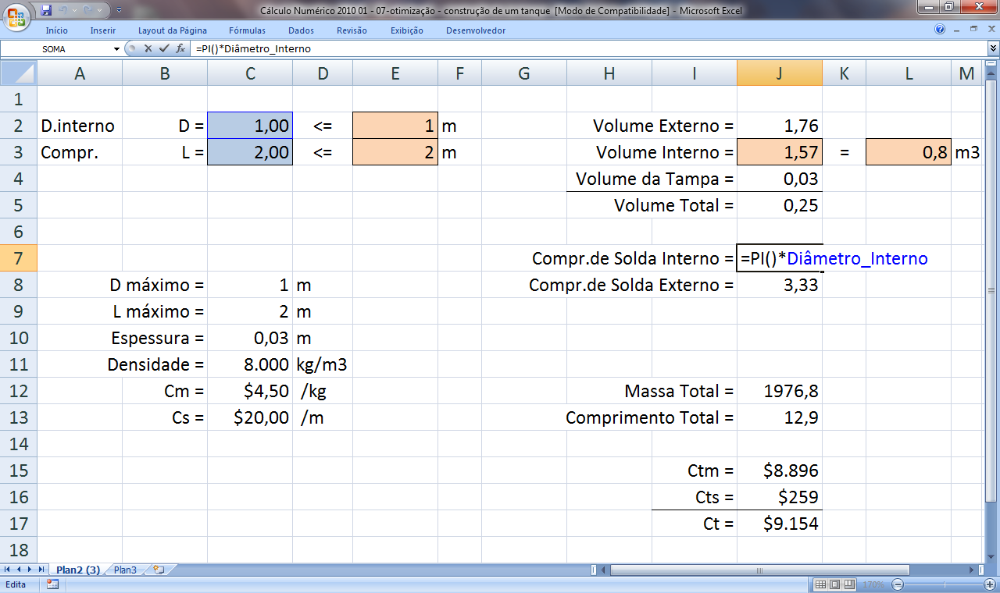 Cálculo Numérico 2010 01 - 07-otimização - construção de um tanque [Modo de Compatibilidade] - Microsoft Excel
Início Inserir Layout da Página Fórmulas Dados Revisão Exibição Desenvolvedor
SOMA fx =PI()*Diâmetro_Interno
A B C D E F G H I J K L M
1
2 D.interno D = 1,00 <= 1 m Volume Externo = 1,76
3 Compr. L = 2,00 <= 2 m Volume Interno = 1,57 = 0,8 m3
4 Volume da Tampa = 0,03
5 Volume Total = 0,25
6
7 Compr.de Solda Interno = =PI()*Diâmetro_Interno
8 D máximo = 1 m Compr.de Solda Externo = 3,33
9 L máximo = 2 m
10 Espessura = 0,03 m
11 Densidade = 8.000 kg/m3
12 Cm = $4,50 /kg Massa Total = 1976,8
13 Cs = $20,00 /m Comprimento Total = 12,9
14
15 Ctm = $8.896
16 Cts = $259
17 Ct = $9.154
18
Plan2 (3) Plan3
Edita 170%